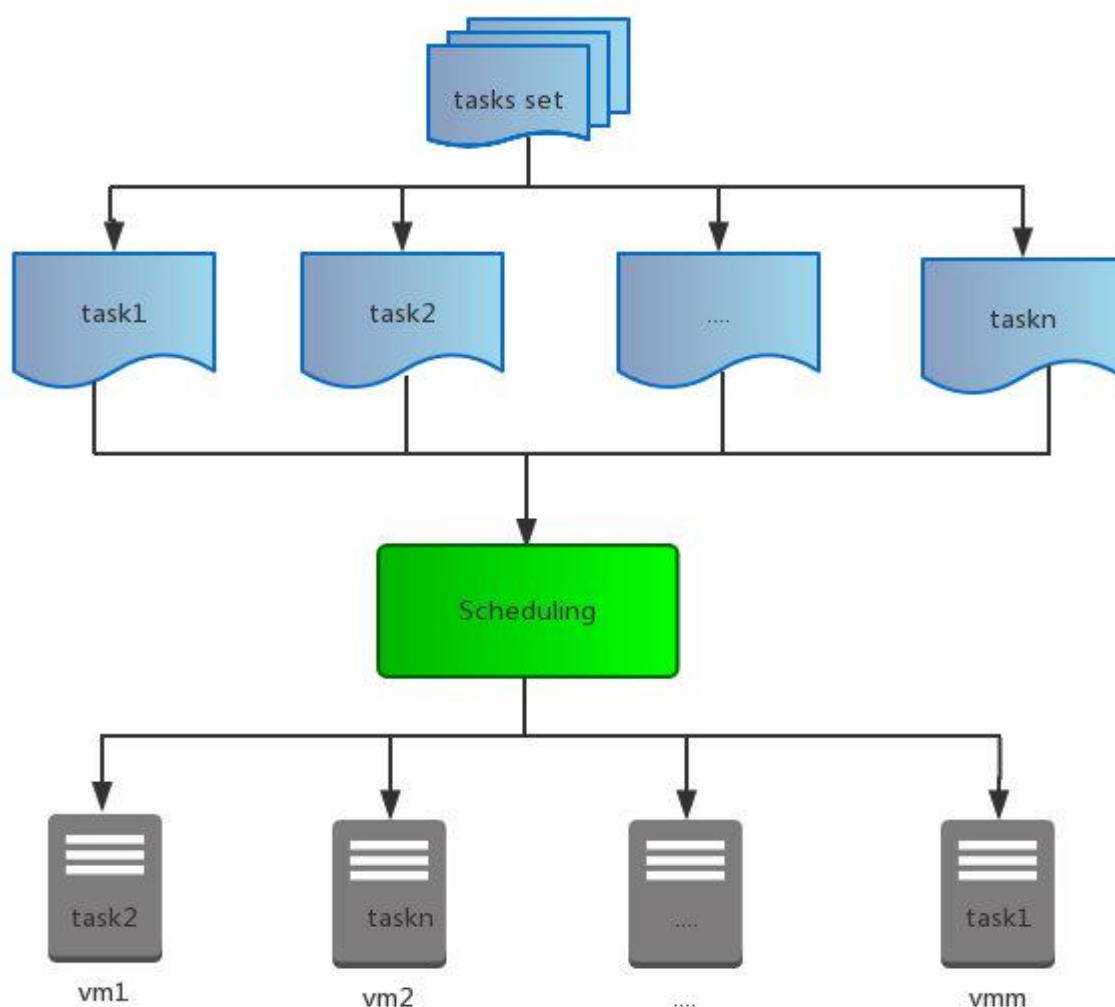 tasks set
task1
task2
....
taskn
Scheduling
task2
taskn
....
task1
vm1
vm2
....
vmm